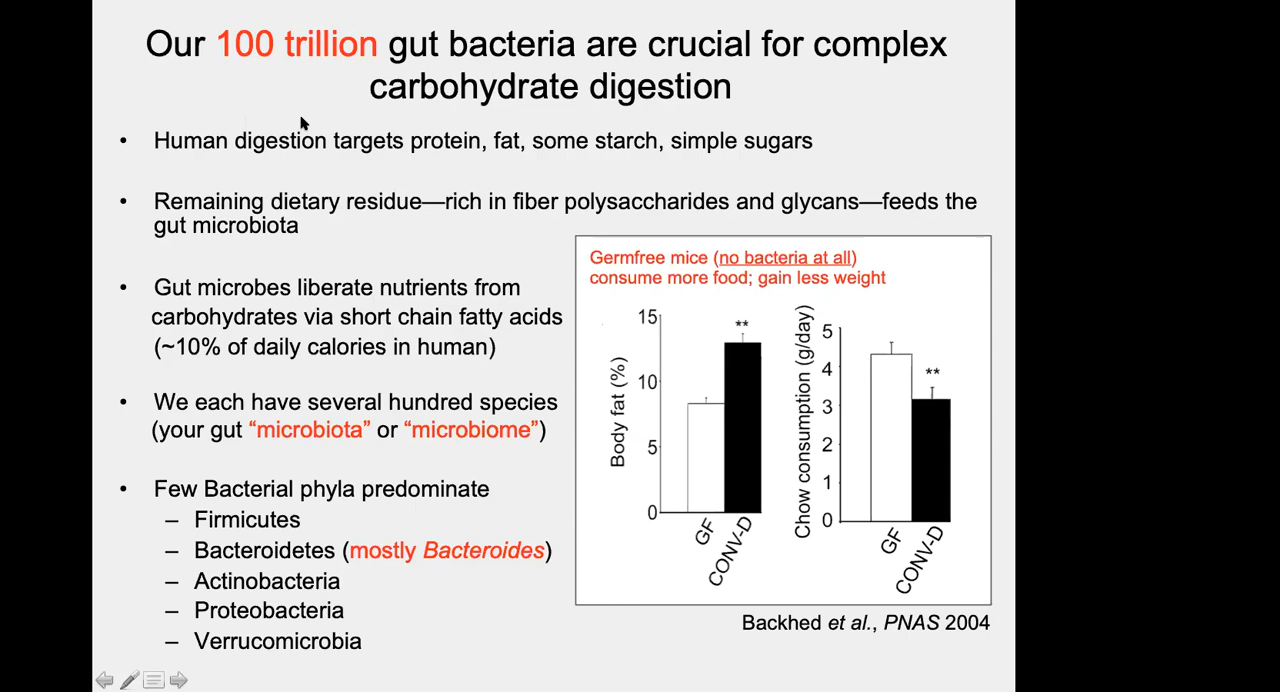 Our 100 trillion gut bacteria are crucial for complex
carbohydrate digestion
• Human digestion targets protein, fat, some starch, simple sugars
• Remaining dietary residue—rich in fiber polysaccharides and glycans—feeds the
gut microbiota
• Gut microbes liberate nutrients from
carbohydrates via short chain fatty acids
(~10% of daily calories in human)
• We each have several hundred species
(your gut “microbiota” or “microbiome”)
• Few Bacterial phyla predominate
– Firmicutes
– Bacteroidetes (mostly Bacteroides)
– Actinobacteria
– Proteobacteria
– Verrucomicrobia
Germfree mice (no bacteria at all)
consume more food; gain less weight
Body fat (%)
15
10
5
0
**
GF
CONV-D
Chow consumption (g/day)
5
4
3
2
1
0
**
GF
CONV-D
Backhed et al., PNAS 2004